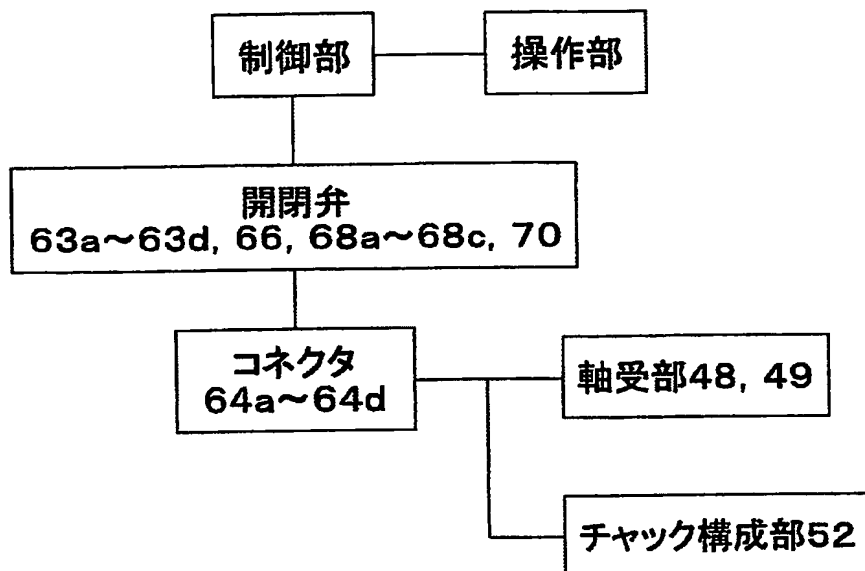 制御部
操作部
開閉弁
63a～63d, 66, 68a～68c, 70
コネクタ
64a～64d
軸受部48, 49
チャック構成部52